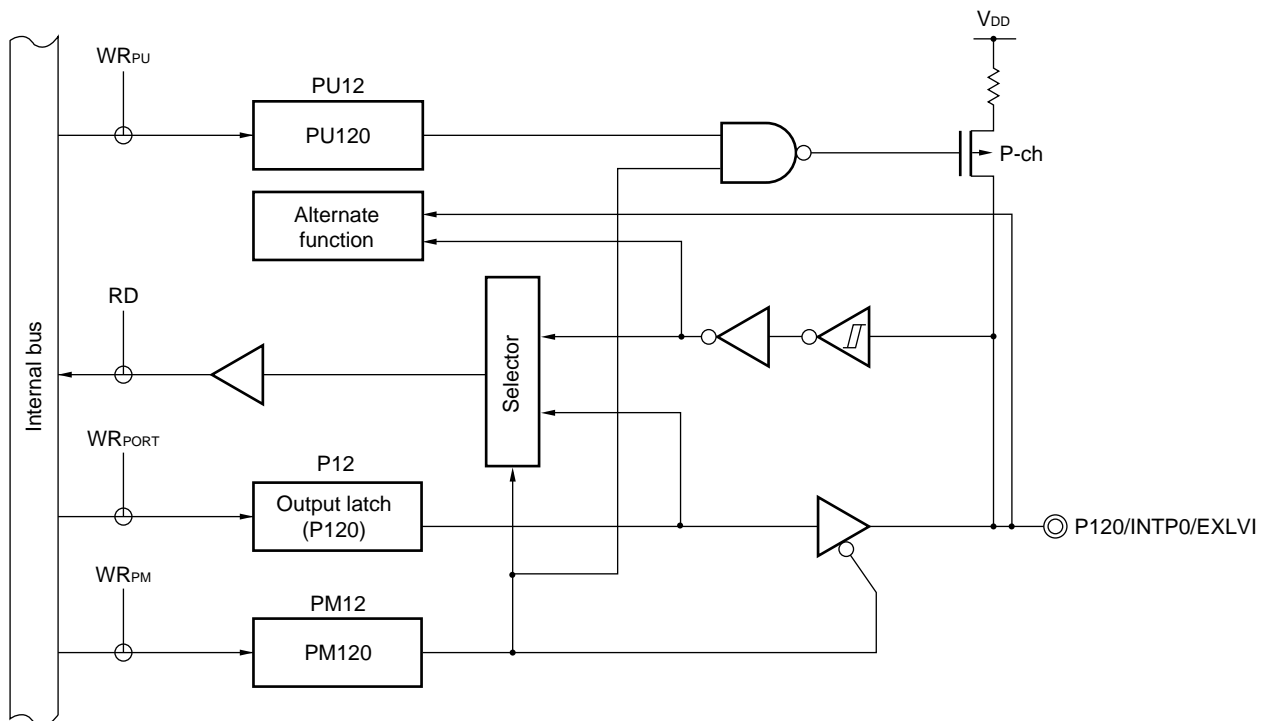 VDD
WRPU
PU12
PU120
P-ch
Alternate
function
RD
Internal bus
Selector
WRPORT
P12
Output latch
(P120)
P120/INTP0/EXLVI
WRPM
PM12
PM120